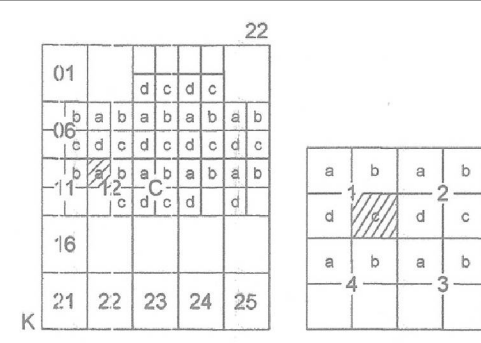 22
01
d c d c
b a b a b a b a b
06
c d c d c d c d c
b a b a b a b a b
11 12 C
c d c d d
16
21 22 23 24 25
K
a b a b
1 2
d c d c
a b a b
4 3